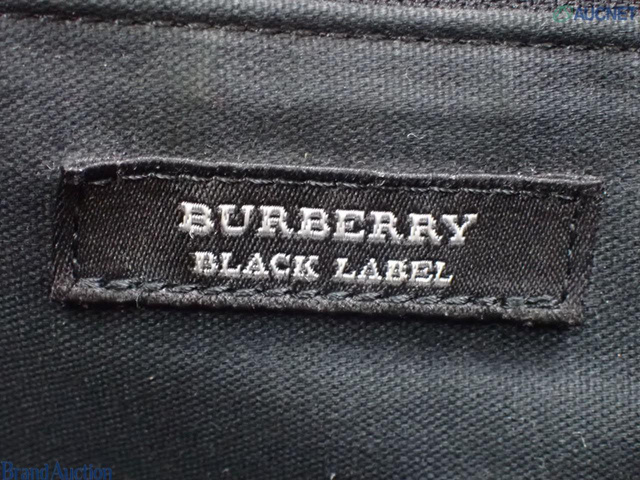 AUCNET
BURBERRY
BLACK LABEL
Brand Auction